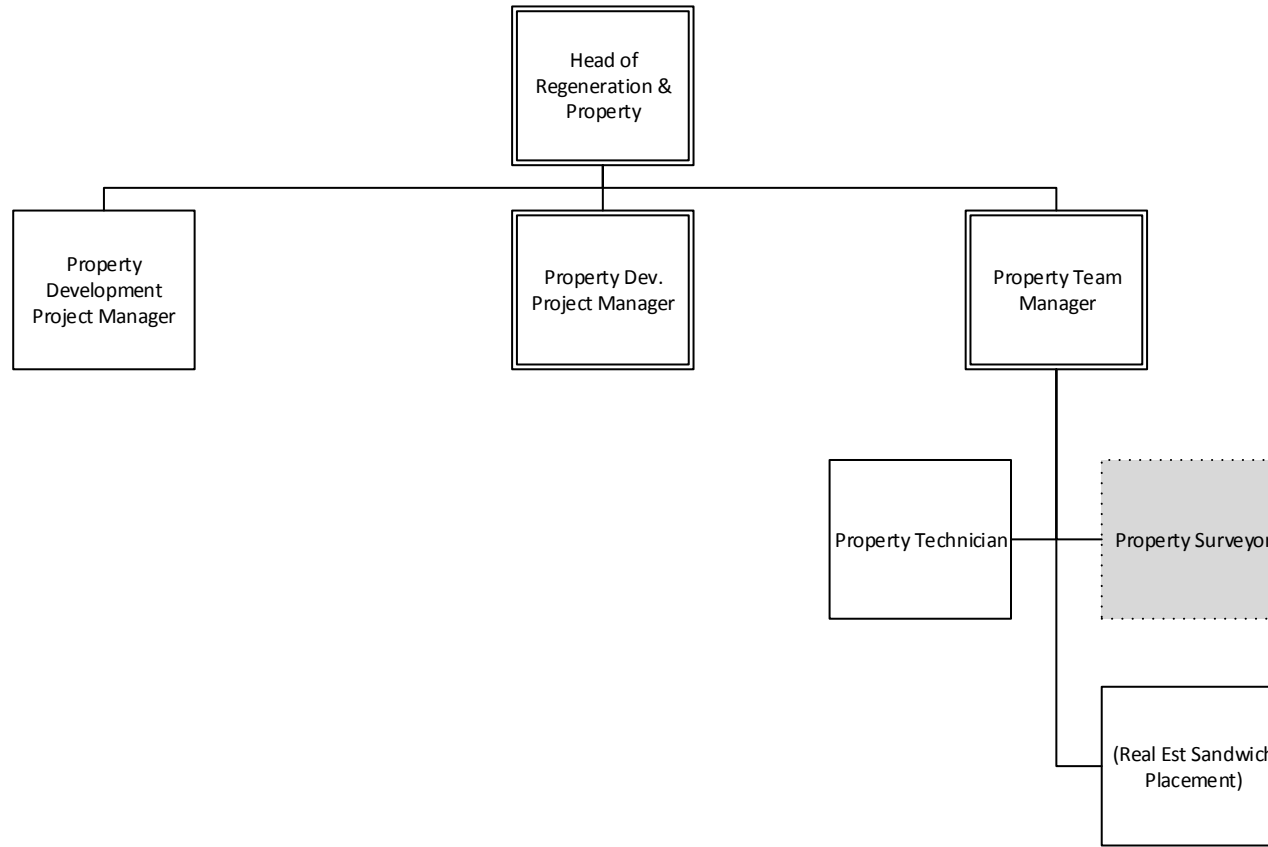 Head of
Regeneration &
Property
Property
Development
Project Manager
Property Dev.
Project Manager
Property Team
Manager
Property Technician
Property Surveyor
(Real Est Sandwich
Placement)